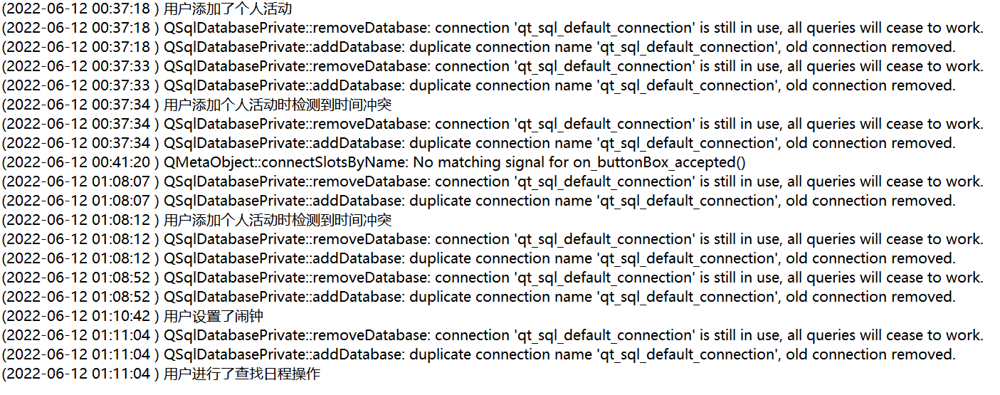 (2022-06-12 00:37:18 ) 用户添加了个人活动
(2022-06-12 00:37:18 ) QSqlDatabasePrivate::removeDatabase: connection 'qt_sql_default_connection' is still in use, all queries will cease to work.
(2022-06-12 00:37:18 ) QSqlDatabasePrivate::addDatabase: duplicate connection name 'qt_sql_default_connection', old connection removed.
(2022-06-12 00:37:33 ) QSqlDatabasePrivate::removeDatabase: connection 'qt_sql_default_connection' is still in use, all queries will cease to work.
(2022-06-12 00:37:33 ) QSqlDatabasePrivate::addDatabase: duplicate connection name 'qt_sql_default_connection', old connection removed.
(2022-06-12 00:37:34 ) 用户添加个人活动时检测到时间冲突
(2022-06-12 00:37:34 ) QSqlDatabasePrivate::removeDatabase: connection 'qt_sql_default_connection' is still in use, all queries will cease to work.
(2022-06-12 00:37:34 ) QSqlDatabasePrivate::addDatabase: duplicate connection name 'qt_sql_default_connection', old connection removed.
(2022-06-12 00:41:20 ) QMetaObject::connectSlotsByName: No matching signal for on_buttonBox_accepted()
(2022-06-12 01:08:07 ) QSqlDatabasePrivate::removeDatabase: connection 'qt_sql_default_connection' is still in use, all queries will cease to work.
(2022-06-12 01:08:07 ) QSqlDatabasePrivate::addDatabase: duplicate connection name 'qt_sql_default_connection', old connection removed.
(2022-06-12 01:08:12 ) 用户添加个人活动时检测到时间冲突
(2022-06-12 01:08:12 ) QSqlDatabasePrivate::removeDatabase: connection 'qt_sql_default_connection' is still in use, all queries will cease to work.
(2022-06-12 01:08:12 ) QSqlDatabasePrivate::addDatabase: duplicate connection name 'qt_sql_default_connection', old connection removed.
(2022-06-12 01:08:52 ) QSqlDatabasePrivate::removeDatabase: connection 'qt_sql_default_connection' is still in use, all queries will cease to work.
(2022-06-12 01:08:52 ) QSqlDatabasePrivate::addDatabase: duplicate connection name 'qt_sql_default_connection', old connection removed.
(2022-06-12 01:10:42 ) 用户设置了闹钟
(2022-06-12 01:11:04 ) QSqlDatabasePrivate::removeDatabase: connection 'qt_sql_default_connection' is still in use, all queries will cease to work.
(2022-06-12 01:11:04 ) QSqlDatabasePrivate::addDatabase: duplicate connection name 'qt_sql_default_connection', old connection removed.
(2022-06-12 01:11:04 ) 用户进行了查找日程操作